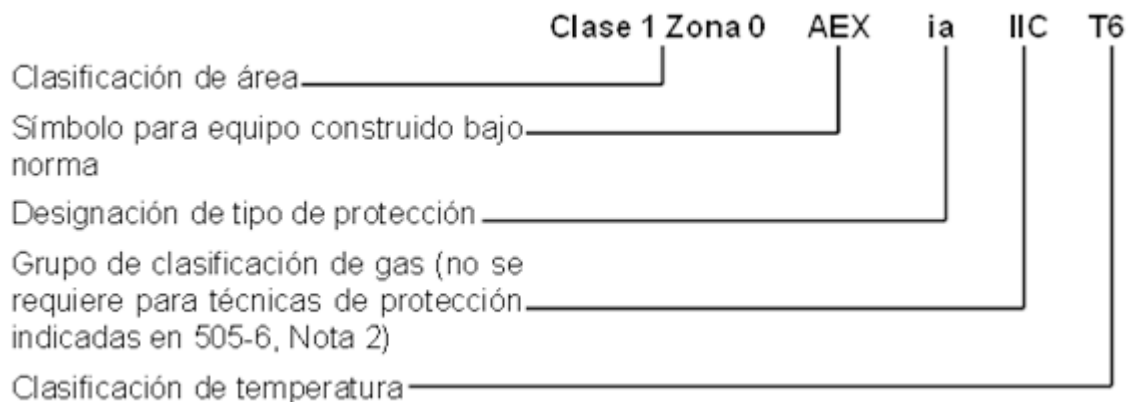 Clase 1 Zona 0 AEX ia IIC T6
Clasificación de área
Símbolo para equipo construido bajo
norma
Designación de tipo de protección
Grupo de clasificación de gas (no se
requiere para técnicas de protección
indicadas en 505-6, Nota 2)
Clasificación de temperatura